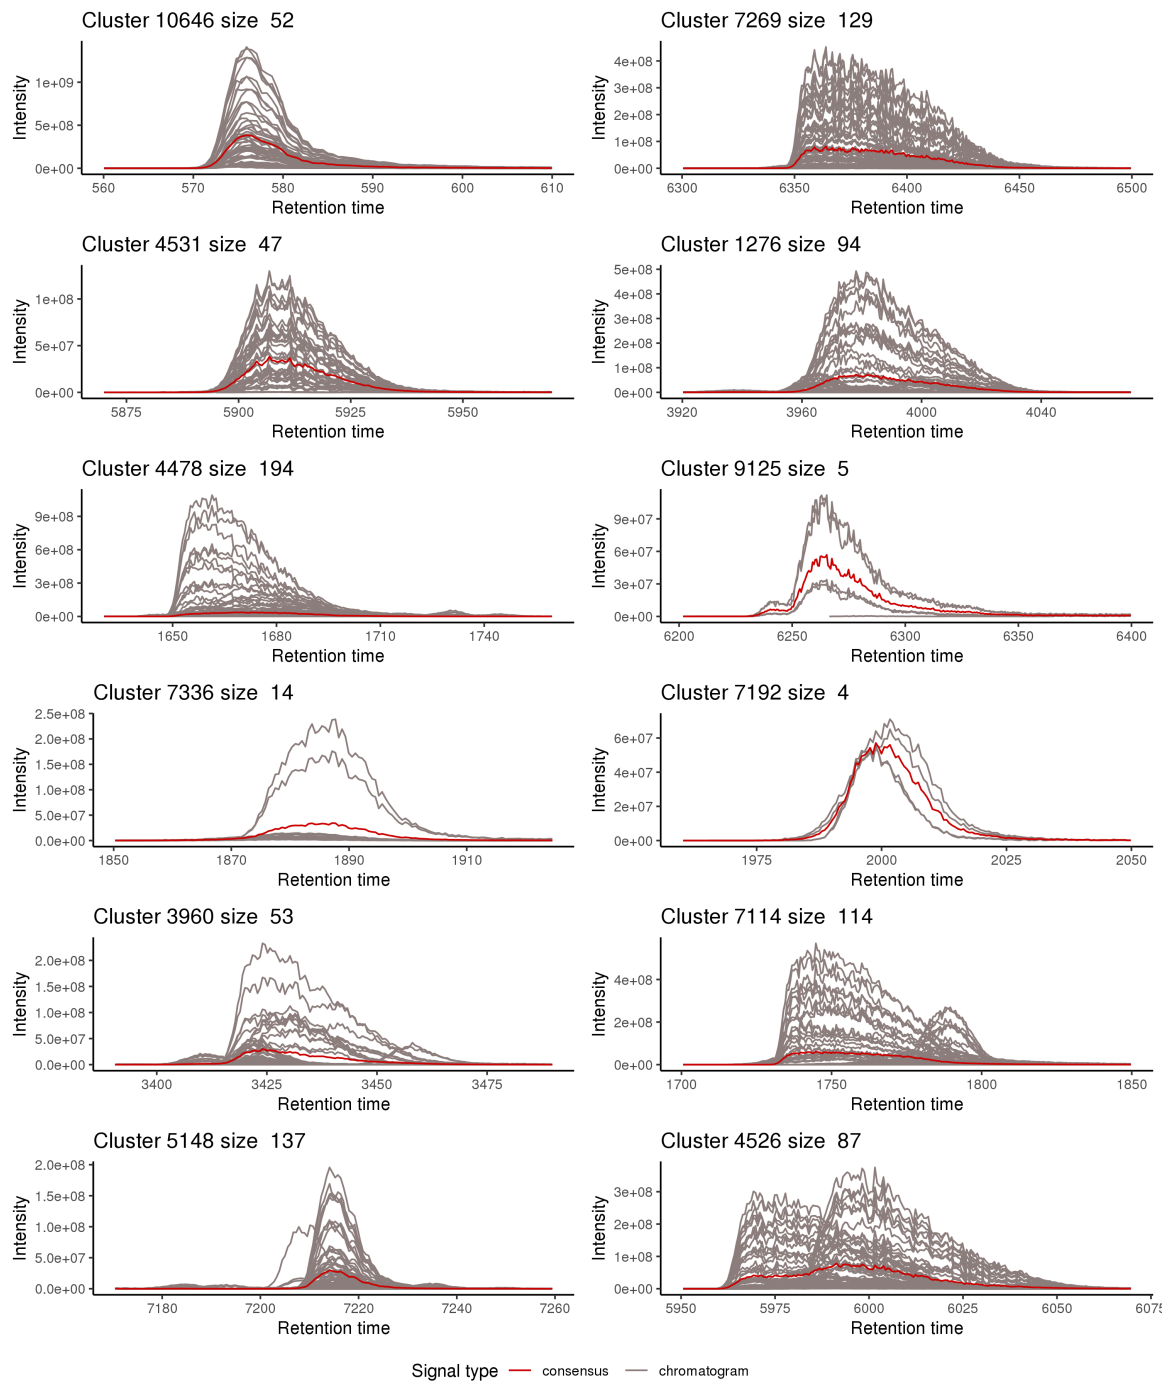 Cluster 10646 size  52
Intensity
1e+09
5e+08
0e+00
560 570 580 590 600 610
Retention time
Cluster 7269 size  129
Intensity
4e+08
3e+08
2e+08
1e+08
0e+00
6300 6350 6400 6450 6500
Retention time
Cluster 4531 size  47
Intensity
1e+08
5e+07
0e+00
5875 5900 5925 5950
Retention time
Cluster 1276 size  94
Intensity
5e+08
4e+08
3e+08
2e+08
1e+08
0e+00
3920 3960 4000 4040
Retention time
Cluster 4478 size  194
Intensity
9e+08
6e+08
3e+08
0e+00
1650 1680 1710 1740
Retention time
Cluster 9125 size  5
Intensity
9e+07
6e+07
3e+07
0e+00
6200 6250 6300 6350 6400
Retention time
Cluster 7336 size  14
Intensity
2.5e+08
2.0e+08
1.5e+08
1.0e+08
5.0e+07
0.0e+00
1850 1870 1890 1910
Retention time
Cluster 7192 size  4
Intensity
6e+07
4e+07
2e+07
0e+00
1975 2000 2025 2050
Retention time
Cluster 3960 size  53
Intensity
2.0e+08
1.5e+08
1.0e+08
5.0e+07
0.0e+00
3400 3425 3450 3475
Retention time
Cluster 7114 size  114
Intensity
4e+08
2e+08
0e+00
1700 1750 1800 1850
Retention time
Cluster 5148 size  137
Intensity
2.0e+08
1.5e+08
1.0e+08
5.0e+07
0.0e+00
7180 7200 7220 7240 7260
Retention time
Cluster 4526 size  87
Intensity
3e+08
2e+08
1e+08
0e+00
5950 5975 6000 6025 6050 6075
Retention time
Signal type consensus chromatogram